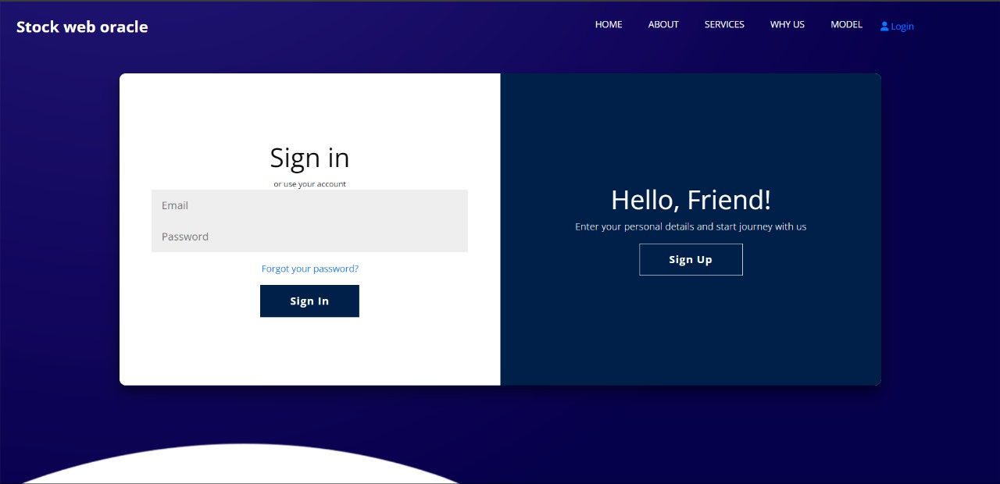 Stock web oracle
HOME ABOUT SERVICES WHY US MODEL Login
Sign in
or use your account
Email
Password
Forgot your password?
Sign In
Hello, Friend!
Enter your personal details and start journey with us
Sign Up